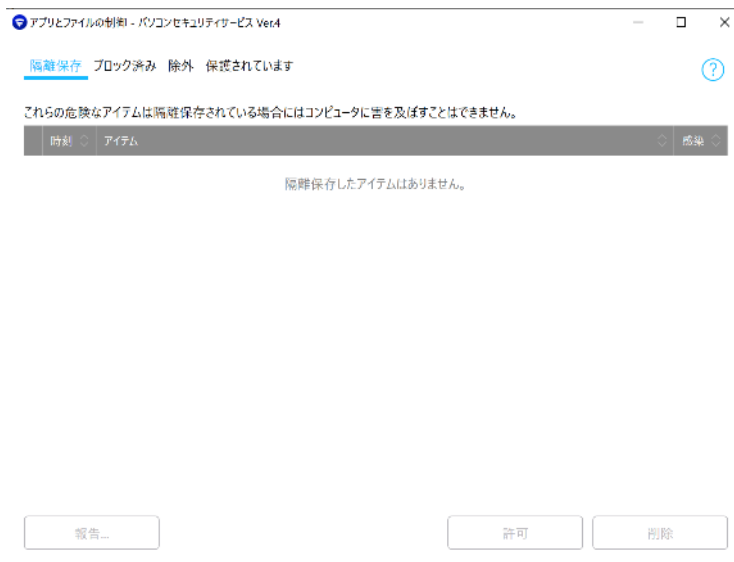 アプリとファイルの制御 - パソコンセキュリティサービス Ver.4
隔離保存 ブロック済み 除外 保護されています
?
これらの危険なアイテムは隔離保存されている場合にはコンピュータに害を及ぼすことはできません。
時刻 アイテム 感染
隔離保存したアイテムはありません。
報告... 許可 削除